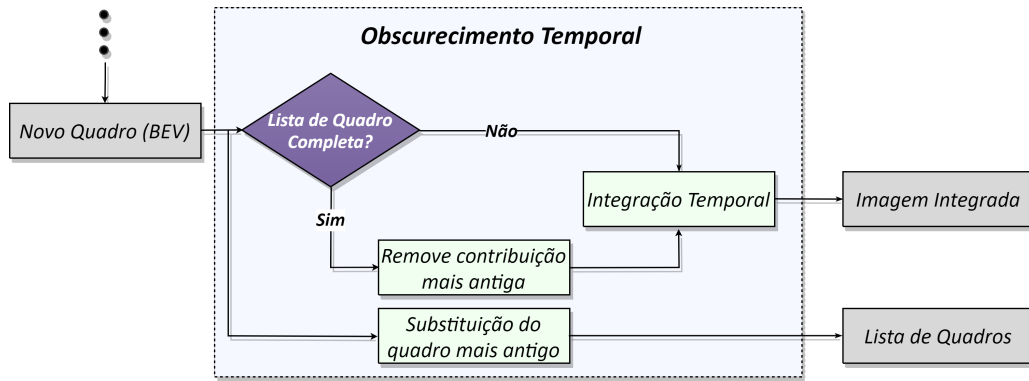 Obscurecimento Temporal
Novo Quadro (BEV)
Lista de Quadro
Completa?
Não
Sim
Integração Temporal
Imagem Integrada
Remove contribuição
mais antiga
Substituição do
quadro mais antigo
Lista de Quadros